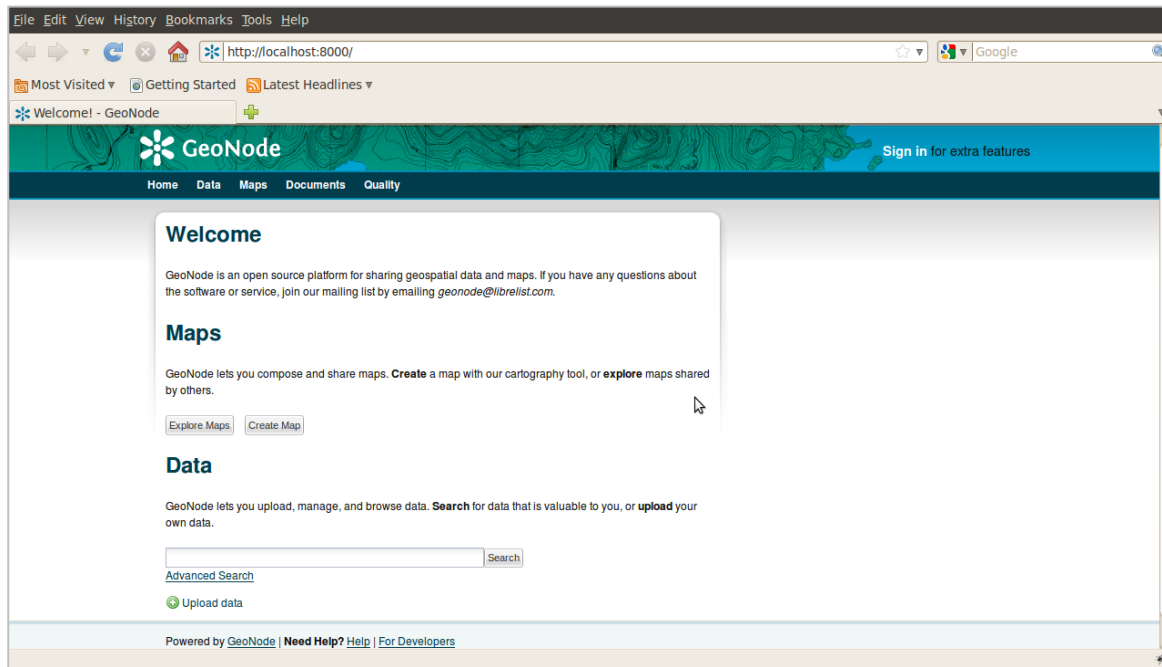 File Edit View History Bookmarks Tools Help
http://localhost:8000/
Google
Most Visited Getting Started Latest Headlines
Welcome! - GeoNode
GeoNode
Sign in for extra features
Home Data Maps Documents Quality
Welcome
GeoNode is an open source platform for sharing geospatial data and maps. If you have any questions about
the software or service, join our mailing list by emailing geonode@librelist.com.
Maps
GeoNode lets you compose and share maps. Create a map with our cartography tool, or explore maps shared
by others.
Explore Maps Create Map
Data
GeoNode lets you upload, manage, and browse data. Search for data that is valuable to you, or upload your
own data.
Search
Advanced Search
Upload data
Powered by GeoNode | Need Help? Help | For Developers